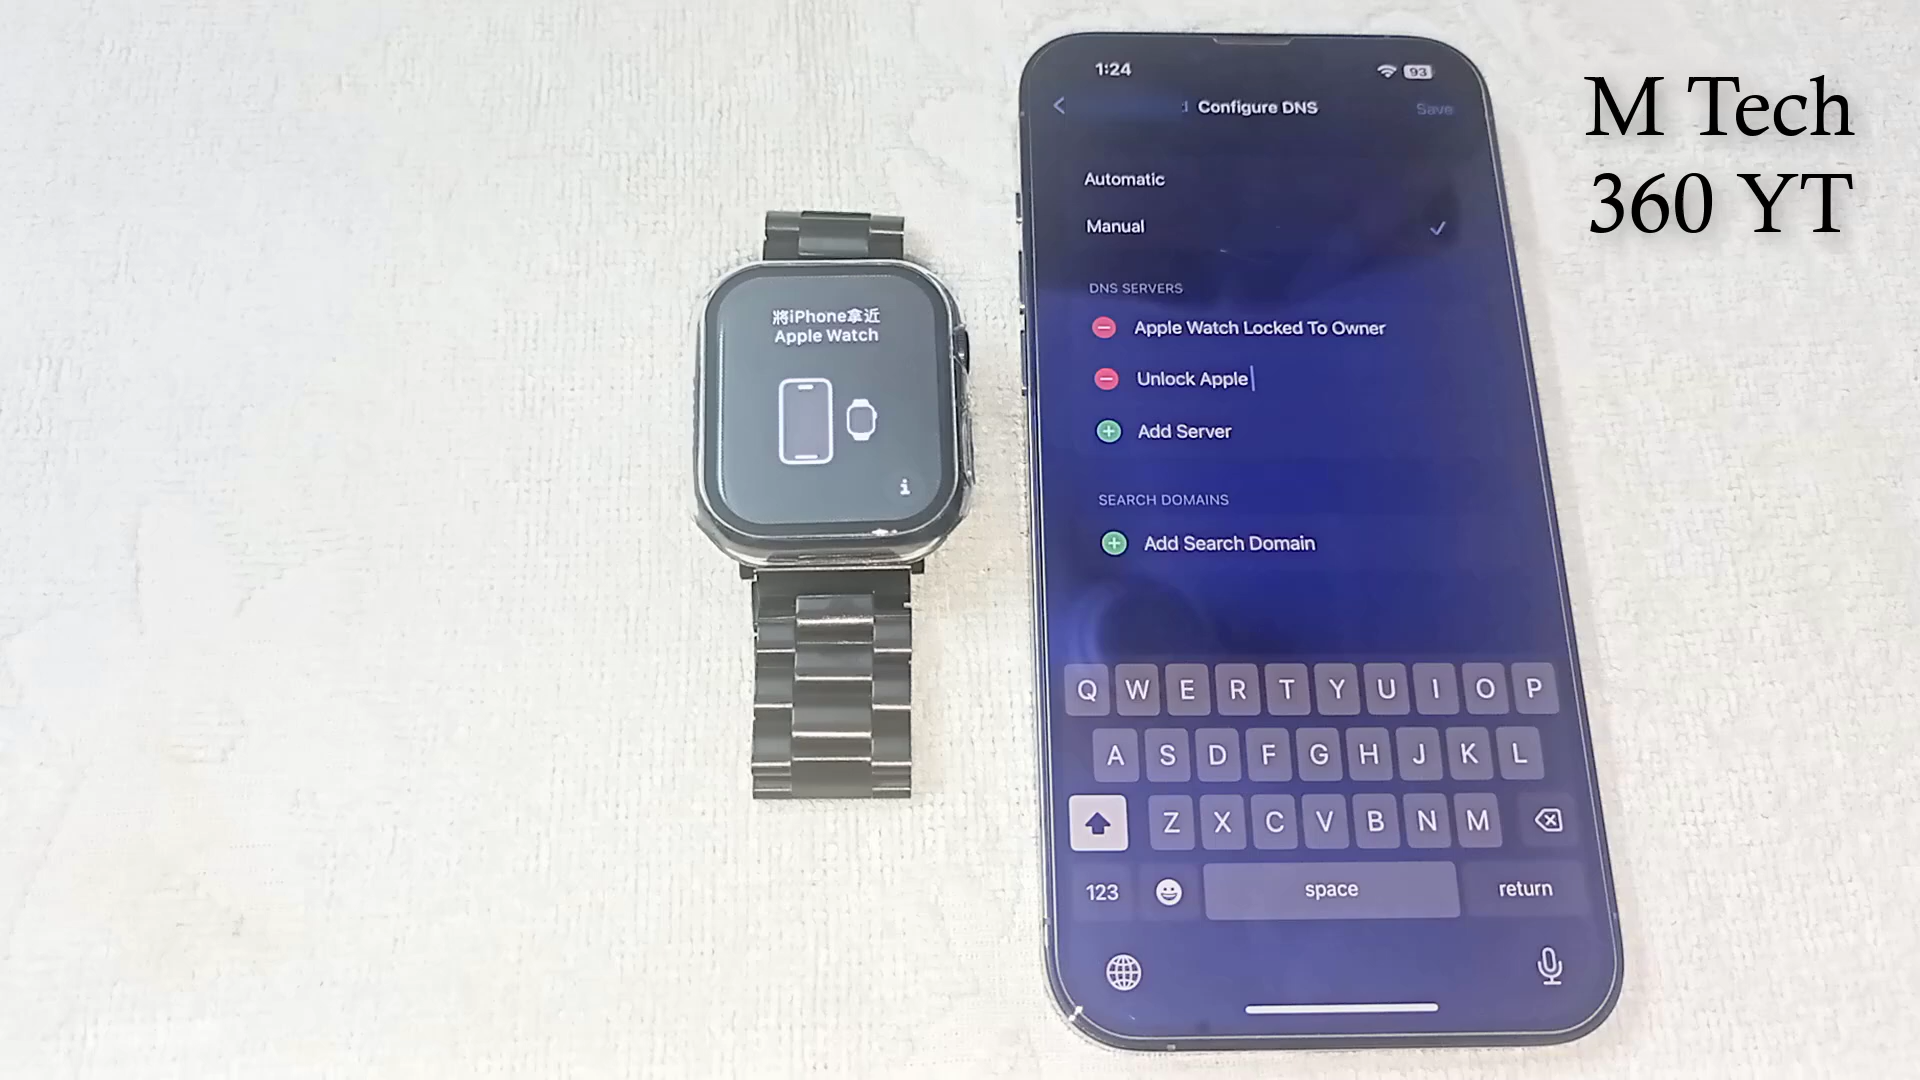 將iPhone拿近
Apple Watch
i
1:24
93
Configure DNS
Save
Automatic
Manual
DNS SERVERS
Apple Watch Locked To Owner
Unlock Apple
Add Server
SEARCH DOMAINS
Add Search Domain
Q W E R T Y U I O P
A S D F G H J K L
Z X C V B N M
123 space return
M Tech
360 YT